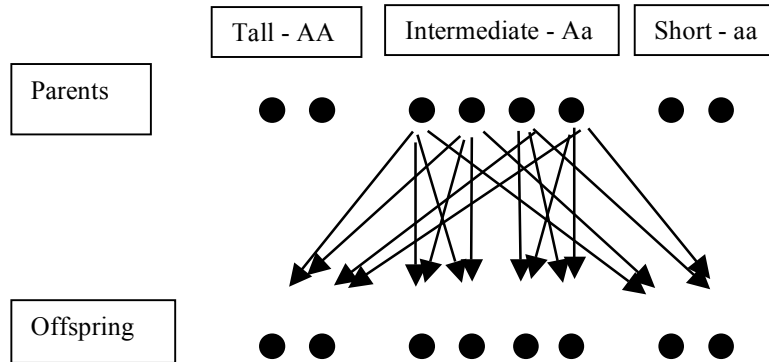 Tall - AA
Intermediate - Aa
Short - aa
Parents
Offspring